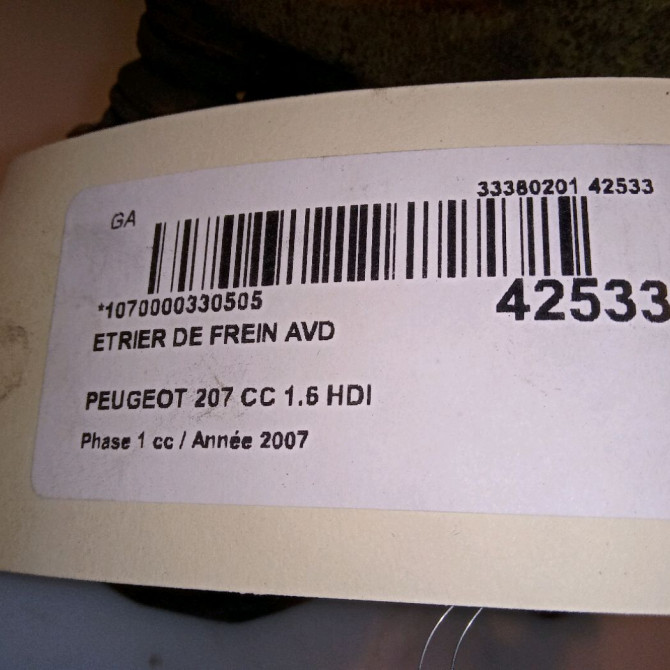 33380201 42533
GA
*1070000330505
42533
ETRIER DE FREIN AVD
PEUGEOT 207 CC 1.6 HDI
Phase 1 cc / Année 2007